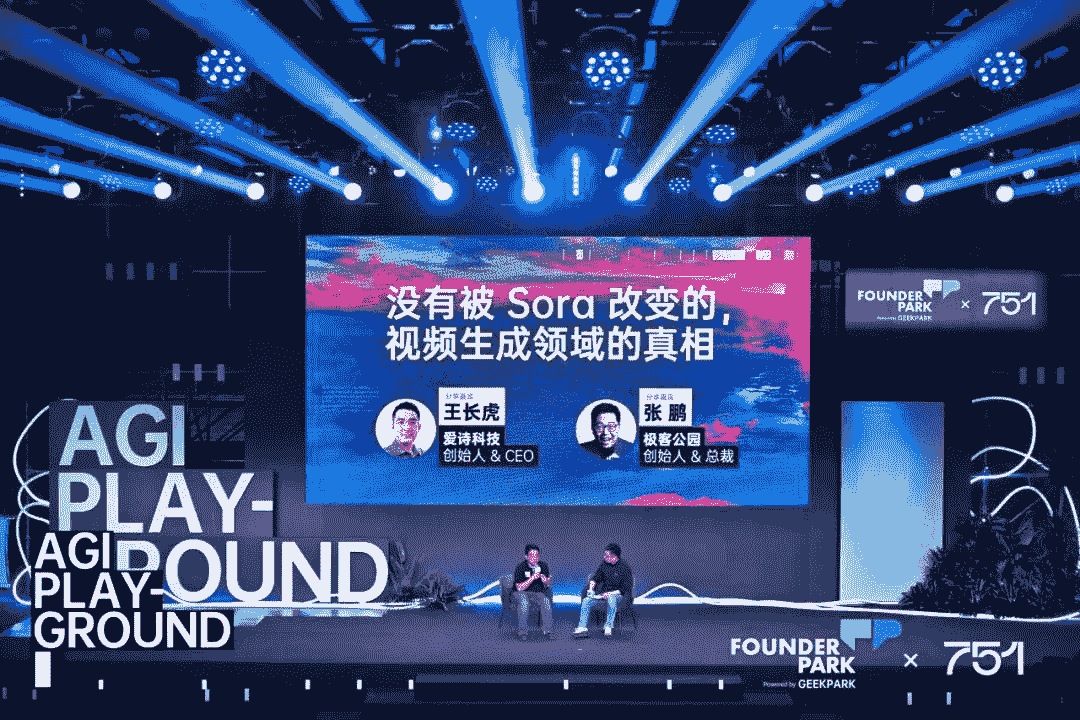 没有被 Sora 改变的，
视频生成领域的真相
分享嘉宾
王长虎
爱诗科技
创始人 & CEO
分享嘉宾
张 鹏
极客公园
创始人 & 总裁
FOUNDER
PARK
Powered by GEEKPARK
× 751
AGI
PLAY-
ROUND
AGI
PLAY-
GROUND
FOUNDER
PARK
Powered by GEEKPARK
× 751